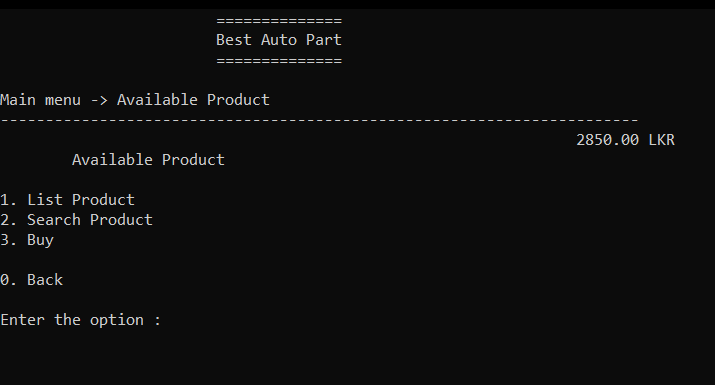 ==============
Best Auto Part
==============
Main menu -> Available Product
-----------------------------------------------------------------------
2850.00 LKR
Available Product
1. List Product
2. Search Product
3. Buy
0. Back
Enter the option :